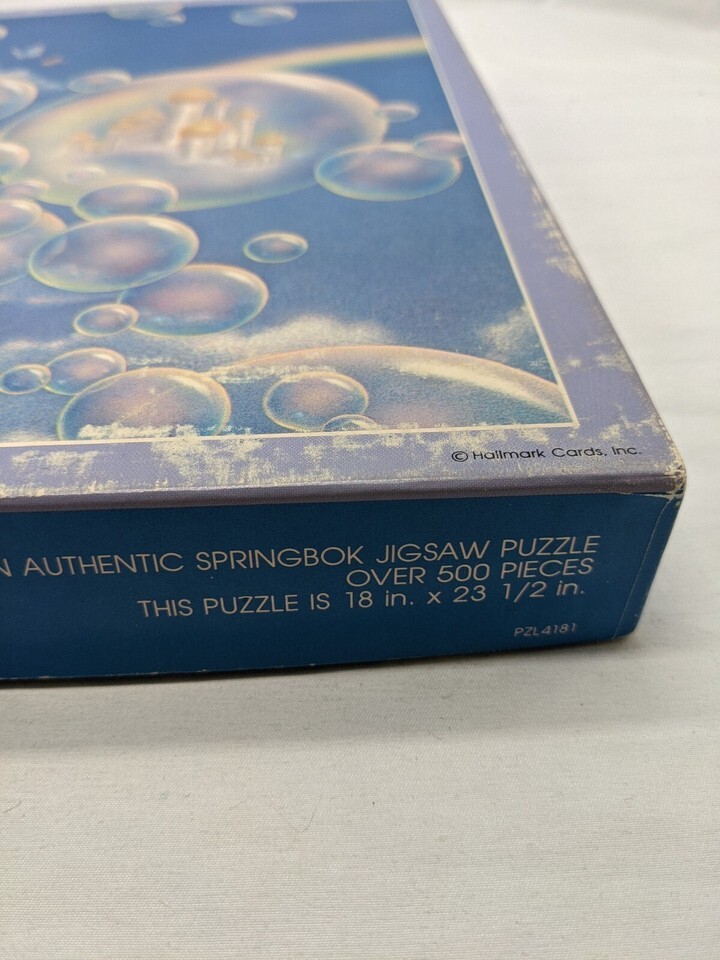 © Hallmark Cards, Inc.
N AUTHENTIC SPRINGBOK JIGSAW PUZZLE
OVER 500 PIECES
THIS PUZZLE IS 18 in. x 23 1/2 in.
PZL4181